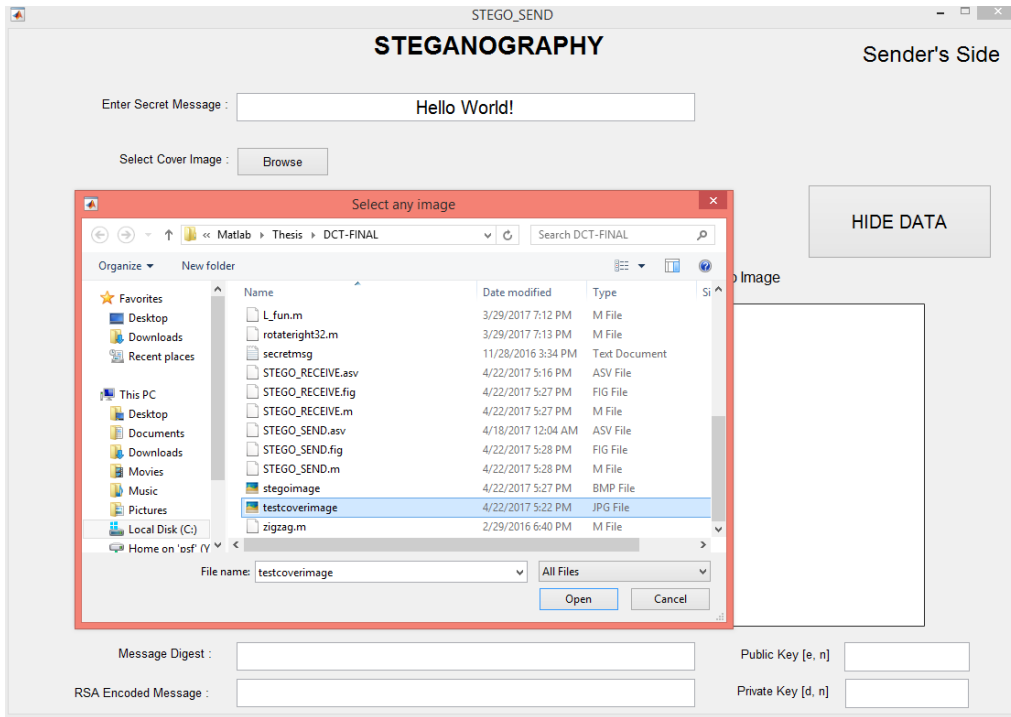 STEGO_SEND
STEGANOGRAPHY
Sender's Side
Enter Secret Message :
Hello World!
Select Cover Image :
Browse
Select any image
HIDE DATA
« Matlab Thesis DCT-FINAL
Search DCT-FINAL
Organize New folder
Image
Favorites
Desktop
Downloads
Recent places
This PC
Desktop
Documents
Downloads
Movies
Music
Pictures
Local Disk (C:)
Home on 'psf' (Y
Name Date modified Type Si
L_fun.m 3/29/2017 7:12 PM M File
rotateright32.m 3/29/2017 7:13 PM M File
secretmsg 11/28/2016 3:34 PM Text Document
STEGO_RECEIVE.asv 4/22/2017 5:16 PM ASV File
STEGO_RECEIVE.fig 4/22/2017 5:27 PM FIG File
STEGO_RECEIVE.m 4/22/2017 5:27 PM M File
STEGO_SEND.asv 4/18/2017 12:04 AM ASV File
STEGO_SEND.fig 4/22/2017 5:28 PM FIG File
STEGO_SEND.m 4/22/2017 5:28 PM M File
stegoimage 4/22/2017 5:27 PM BMP File
testcoverimage 4/22/2017 5:22 PM JPG File
zigzag.m 2/29/2016 6:40 PM M File
File name: testcoverimage
All Files
Open Cancel
Message Digest :
Public Key [e, n]
RSA Encoded Message :
Private Key [d, n]